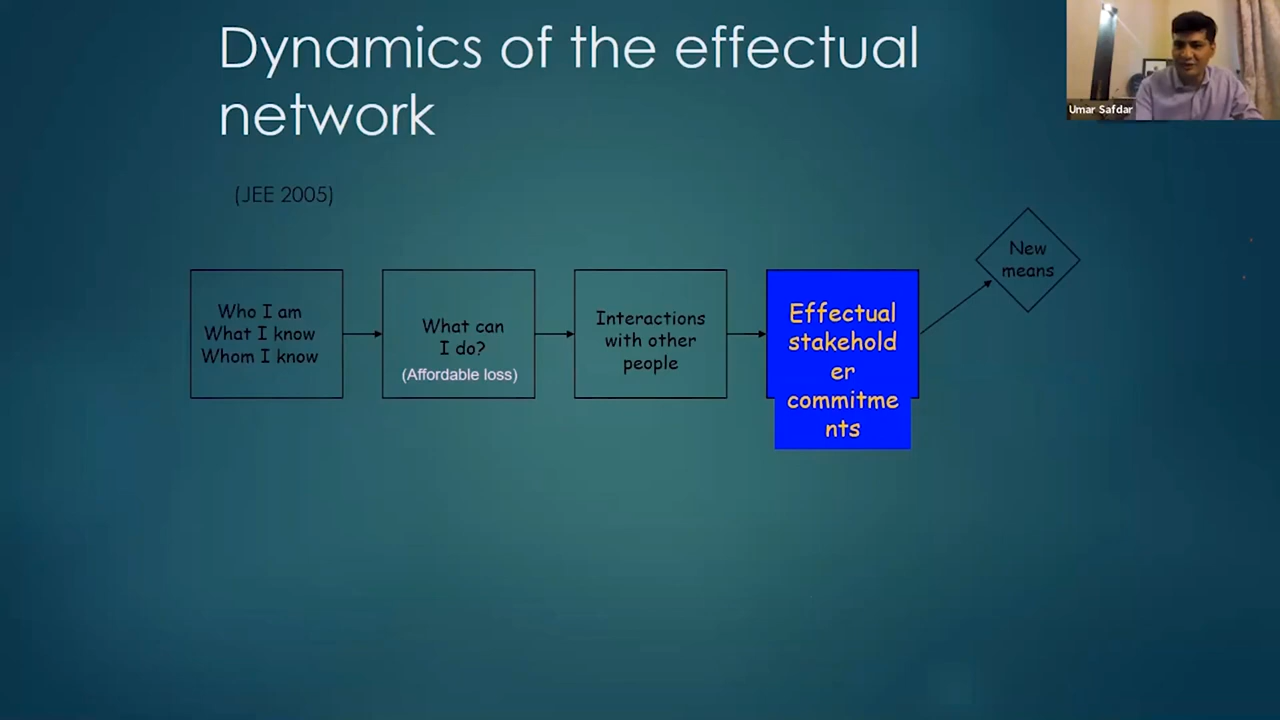 Dynamics of the effectual
network
Umar Safdar
(JEE 2005)
New
means
Who I am
What I know
Whom I know
What can
I do?
(Affordable loss)
Interactions
with other
people
Effectual
stakehold
er
commitme
nts